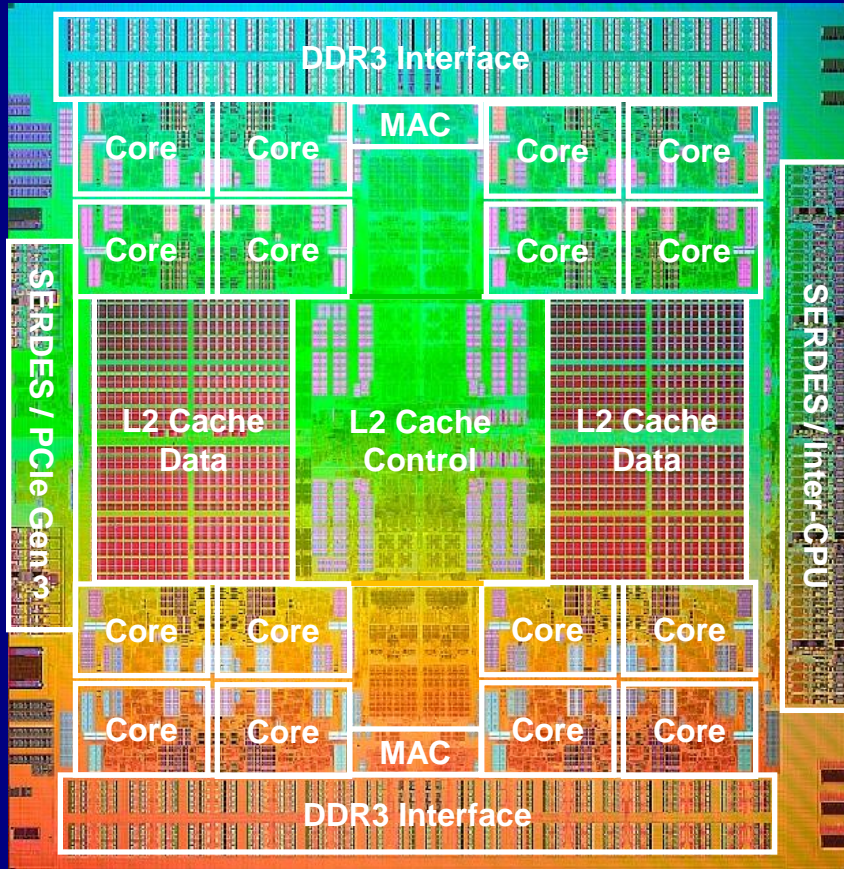 DDR3 Interface
MAC
Core Core Core Core
Core Core Core Core
SERDES / PCIe Gen 3
L2 Cache
Data
L2 Cache
Control
L2 Cache
Data
SERDES / Inter-CPU
Core Core Core Core
Core Core Core Core
MAC
DDR3 Interface